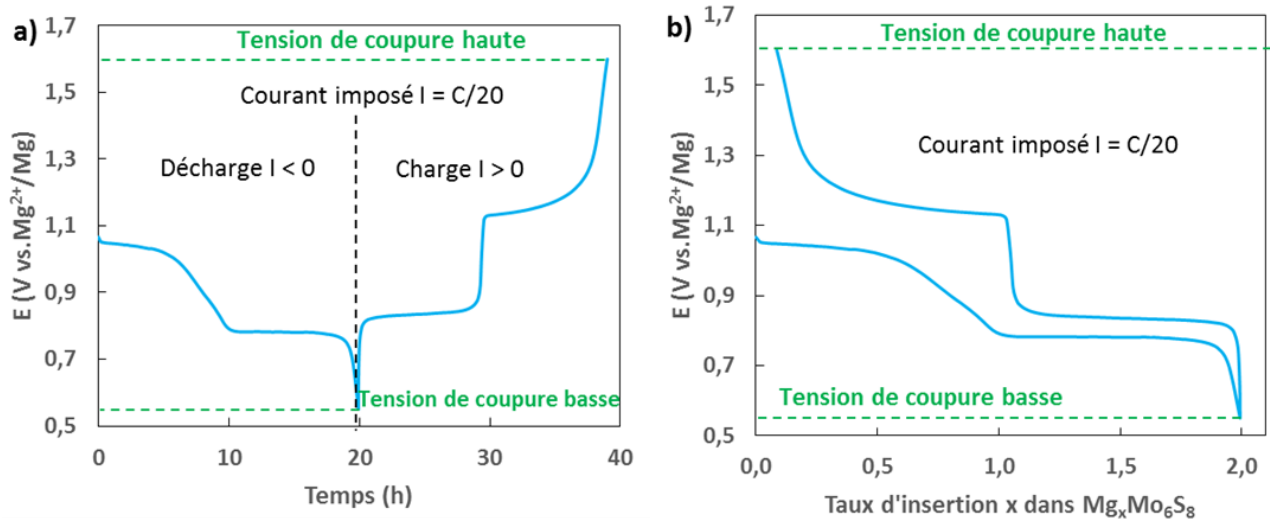 a)
1,7
1,5
1,3
1,1
0,9
0,7
0,5
E (V vs.Mg²⁺/Mg)
Tension de coupure haute
Courant imposé I = C/20
Décharge I < 0
Charge I > 0
Tension de coupure basse
0
10
20
30
40
Temps (h)
b)
1,7
1,5
1,3
1,1
0,9
0,7
0,5
E (V vs.Mg²⁺/Mg)
Tension de coupure haute
Courant imposé I = C/20
Tension de coupure basse
0,0
0,5
1,0
1,5
2,0
Taux d'insertion x dans MgₓMo₆S₈